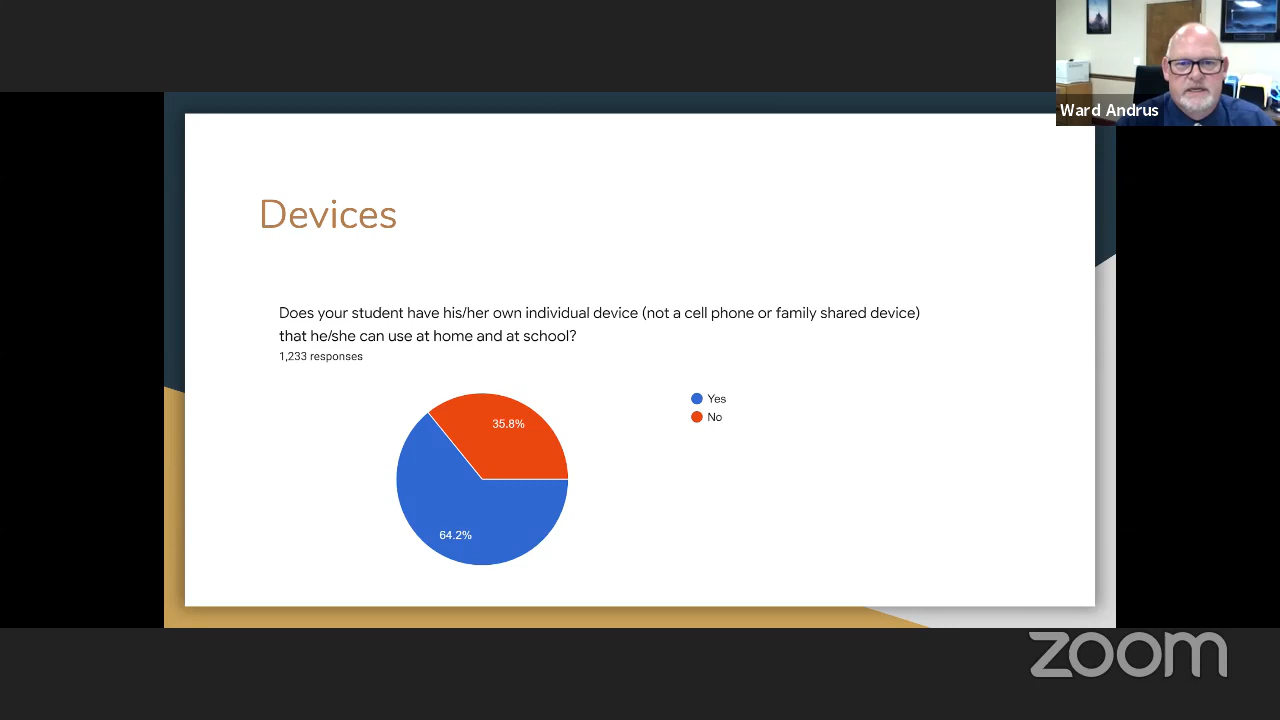 Ward Andrus
Devices
Does your student have his/her own individual device (not a cell phone or family shared device)
that he/she can use at home and at school?
1,233 responses
Yes
No
35.8%
64.2%
zoom